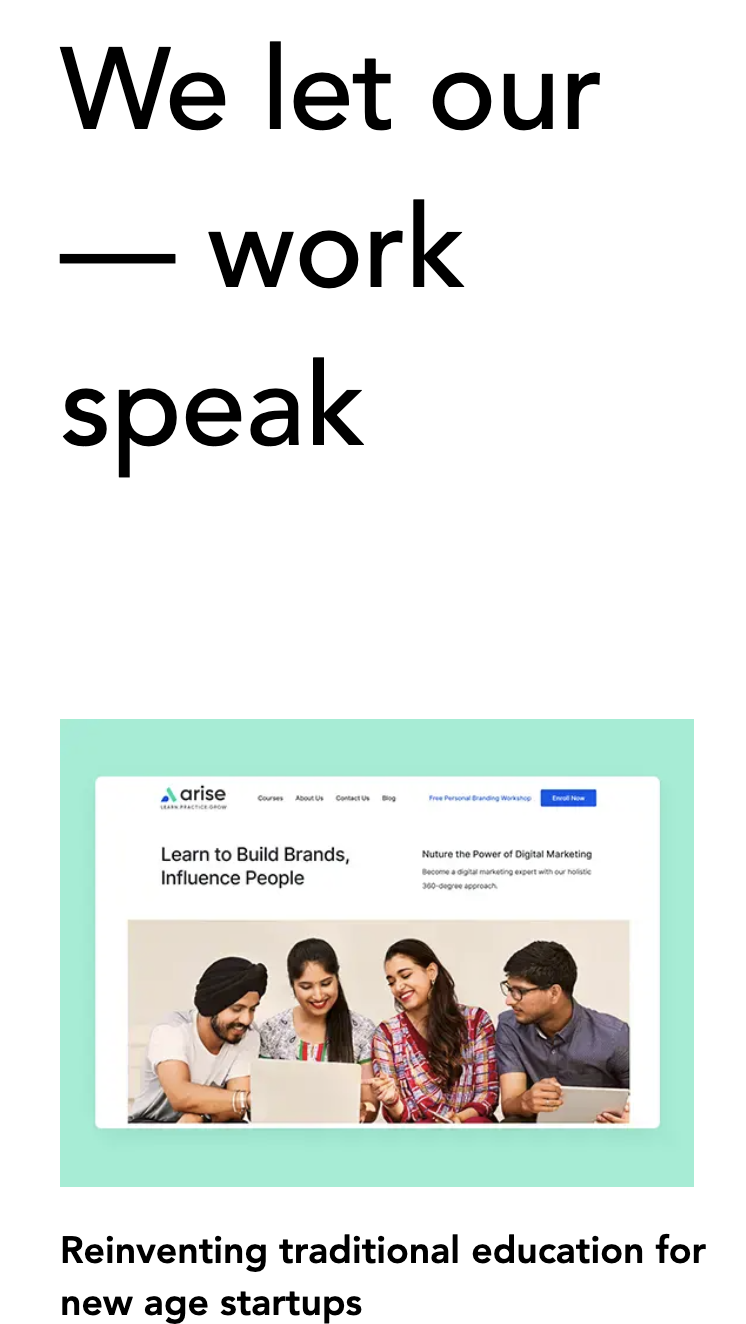 We let our
— work
speak
arise
LEARN.PRACTICE.GROW
Courses About Us Contact Us Blog Free Personal Branding Workshop Enroll Now
Learn to Build Brands,
Influence People
Nuture the Power of Digital Marketing
Become a digital marketing expert with our holistic
360-degree approach.
Reinventing traditional education for
new age startups